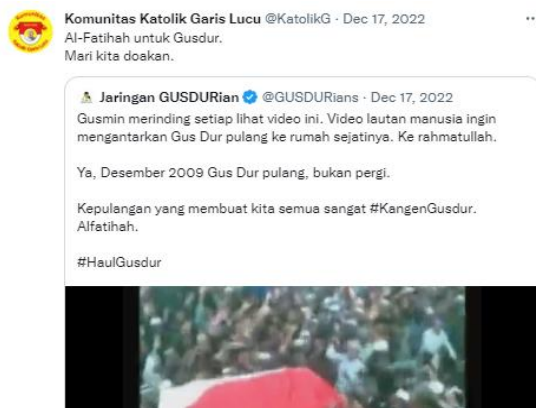 Komunitas Katolik Garis Lucu @KatolikG · Dec 17, 2022
Al-Fatihah untuk Gusdur.
Mari kita doakan.
Jaringan GUSDURian @GUSDURians · Dec 17, 2022
Gusmin merinding setiap lihat video ini. Video lautan manusia ingin
mengantarkan Gus Dur pulang ke rumah sejatinya. Ke rahmatullah.
Ya, Desember 2009 Gus Dur pulang, bukan pergi.
Kepulangan yang membuat kita semua sangat #KangenGusdur.
Alfatihah.
#HaulGusdur